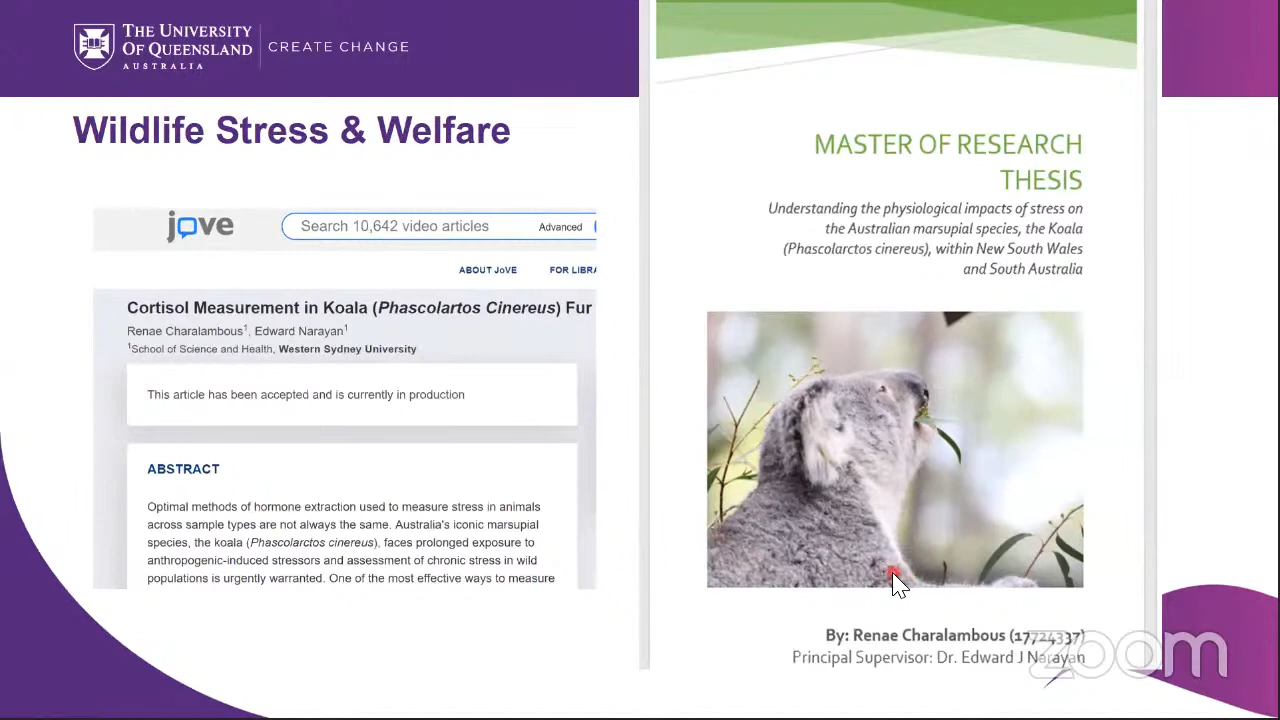 THE UNIVERSITY
OF QUEENSLAND
AUSTRALIA
CREATE CHANGE
Wildlife Stress & Welfare
jove
Search 10,642 video articles
Advanced
ABOUT JoVE
FOR LIBRA
Cortisol Measurement in Koala (Phascolartos Cinereus) Fur
Renae Charalambous1, Edward Narayan1
1School of Science and Health, Western Sydney University
This article has been accepted and is currently in production
ABSTRACT
Optimal methods of hormone extraction used to measure stress in animals
across sample types are not always the same. Australia's iconic marsupial
species, the koala (Phascolarctos cinereus), faces prolonged exposure to
anthropogenic-induced stressors and assessment of chronic stress in wild
populations is urgently warranted. One of the most effective ways to measure
MASTER OF RESEARCH
THESIS
Understanding the physiological impacts of stress on
the Australian marsupial species, the Koala
(Phascolarctos cinereus), within New South Wales
and South Australia
By: Renae Charalambous (17724337)
Principal Supervisor: Dr. Edward J Narayan
zoom